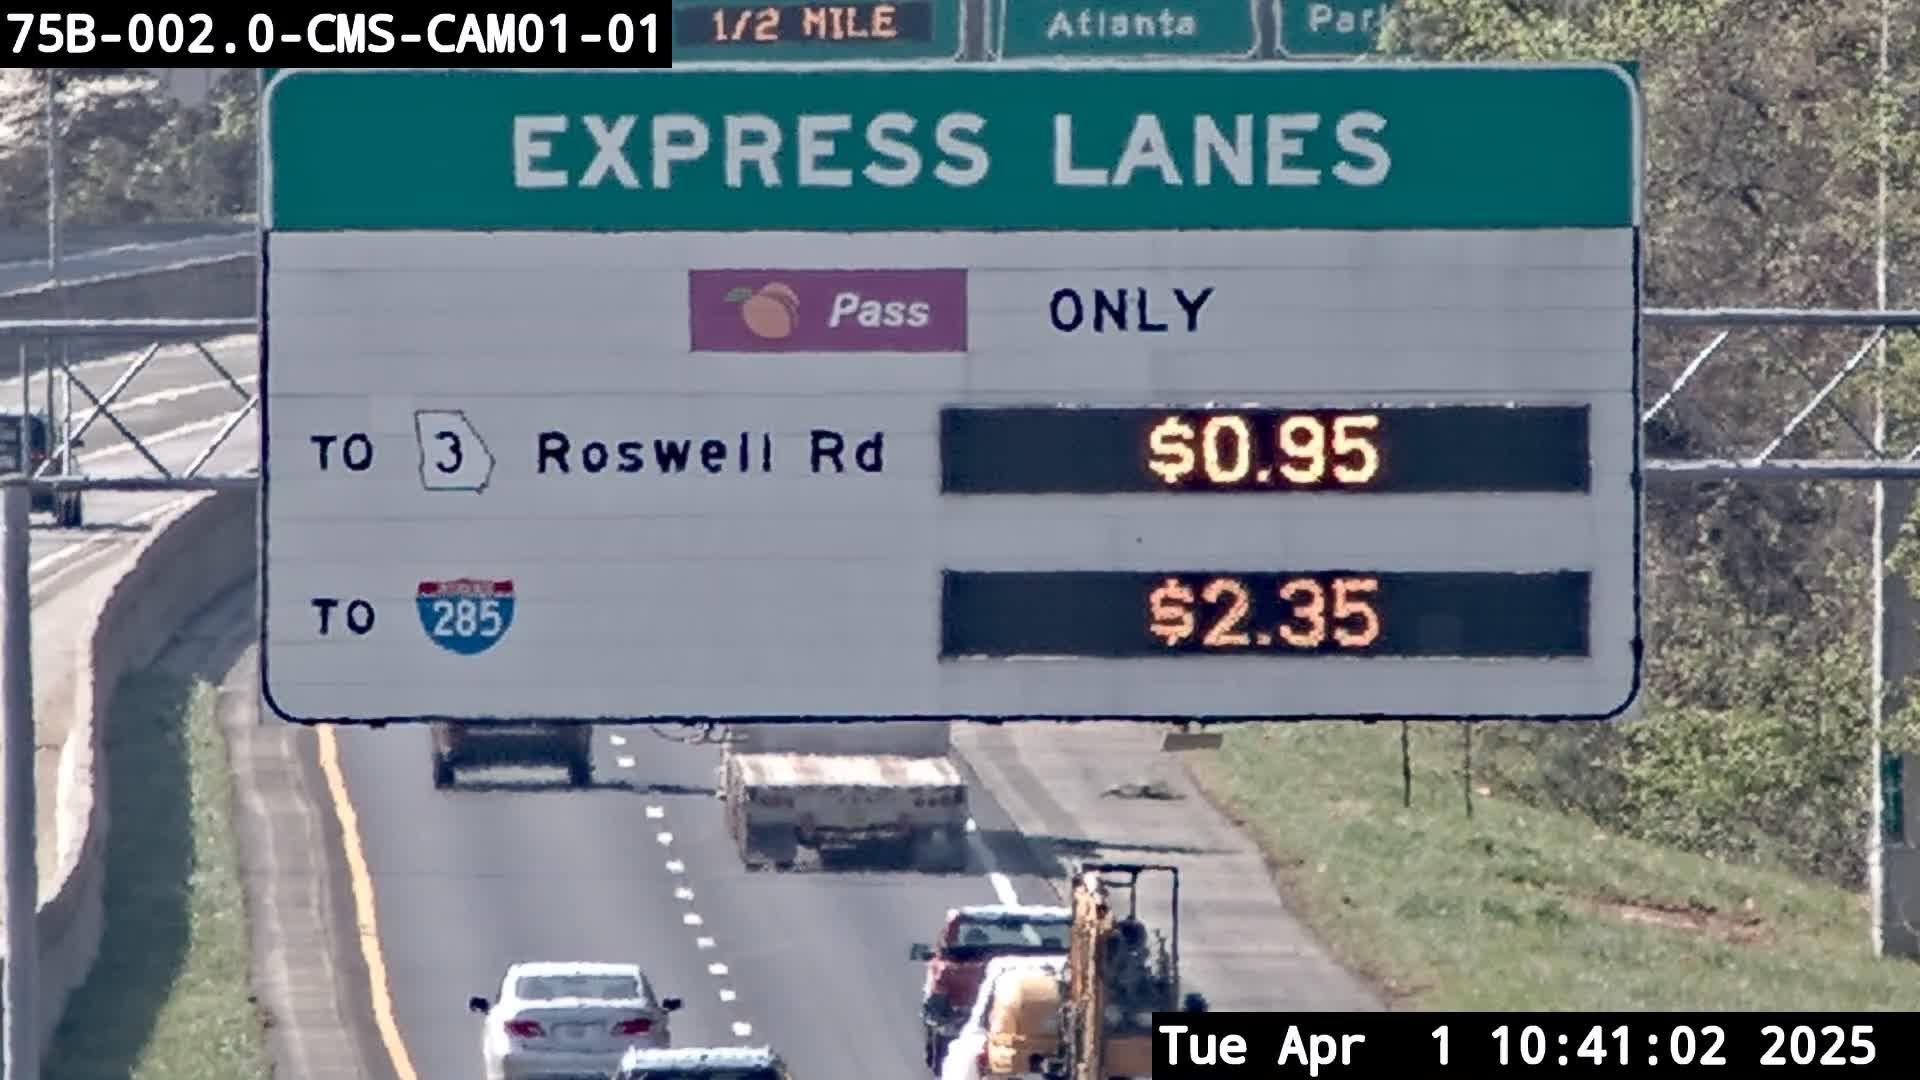 75B-002.0-CMS-CAM01-01
1/2 MILE
Atlanta
EXPRESS LANES
Pass ONLY
TO 3 Roswell Rd $0.95
TO 285 $2.35
Tue Apr 1 10:41:02 2025